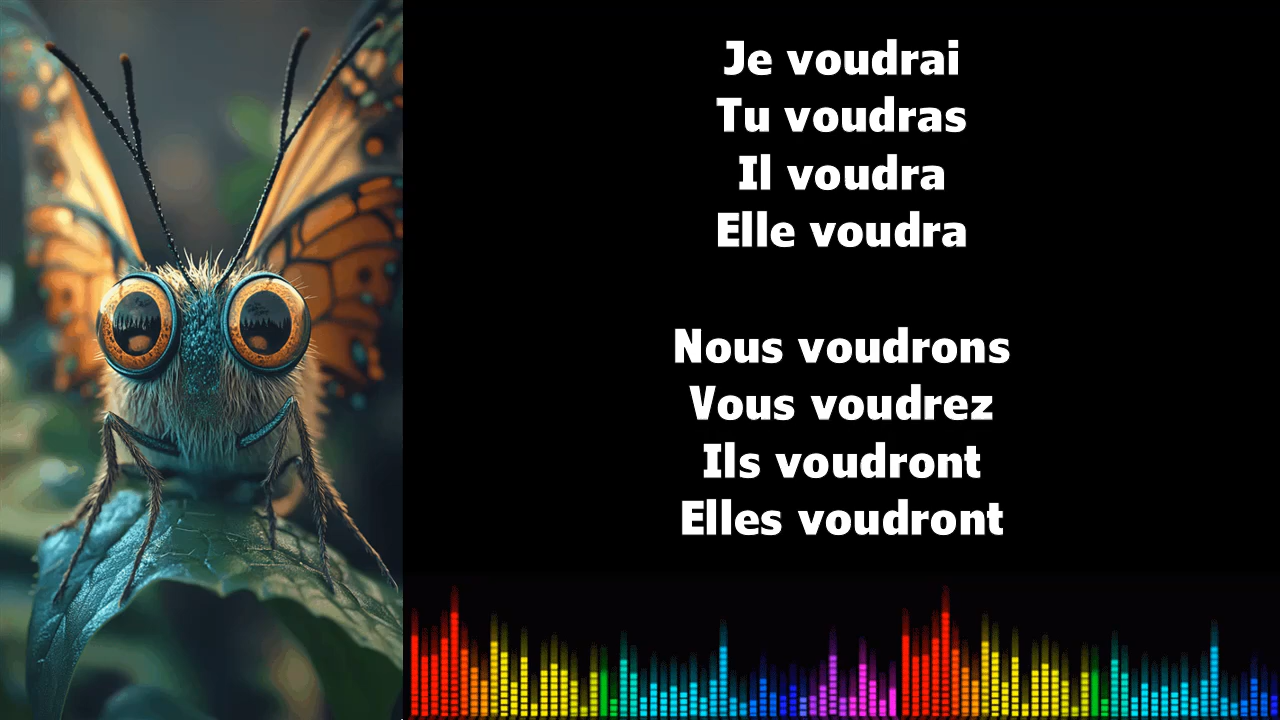 Je voudrai
Tu voudras
Il voudra
Elle voudra
Nous voudrons
Vous voudrez
Ils voudront
Elles voudront